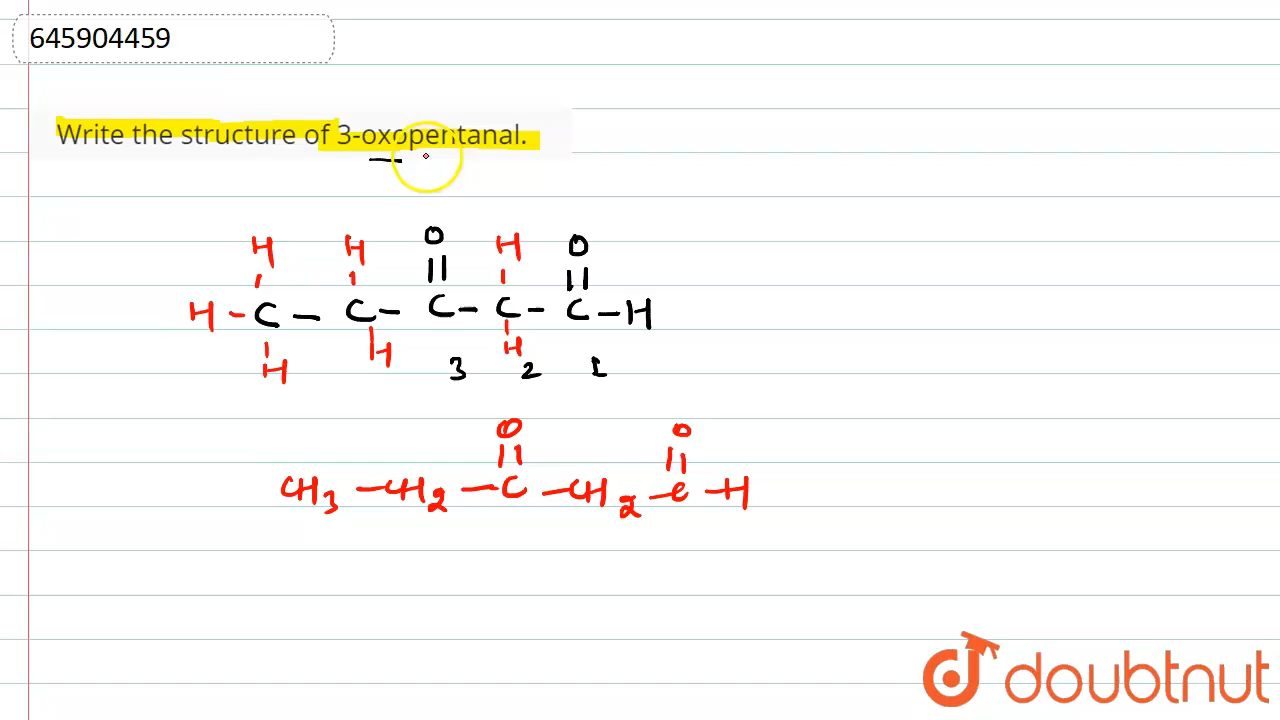 645904459
Write the structure of 3-oxopentanal.
H H O H O
H - C - C - C - C - C - H
H H H
3 2 1
O O
CH3 - CH2 - C - CH2 - C - H
doubtnut